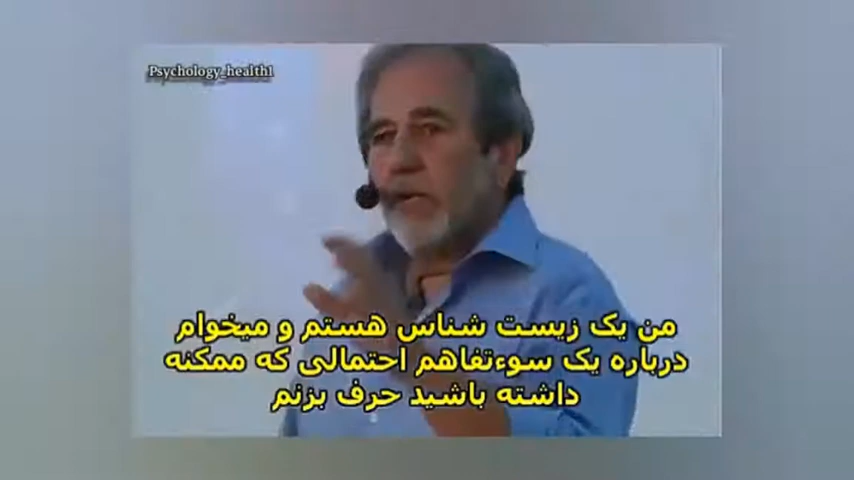 Psychology_health1
من یک زیست شناس هستم و میخوام
درباره یک سوءتفاهم احتمالی که ممکنه
داشته باشید حرف بزنم